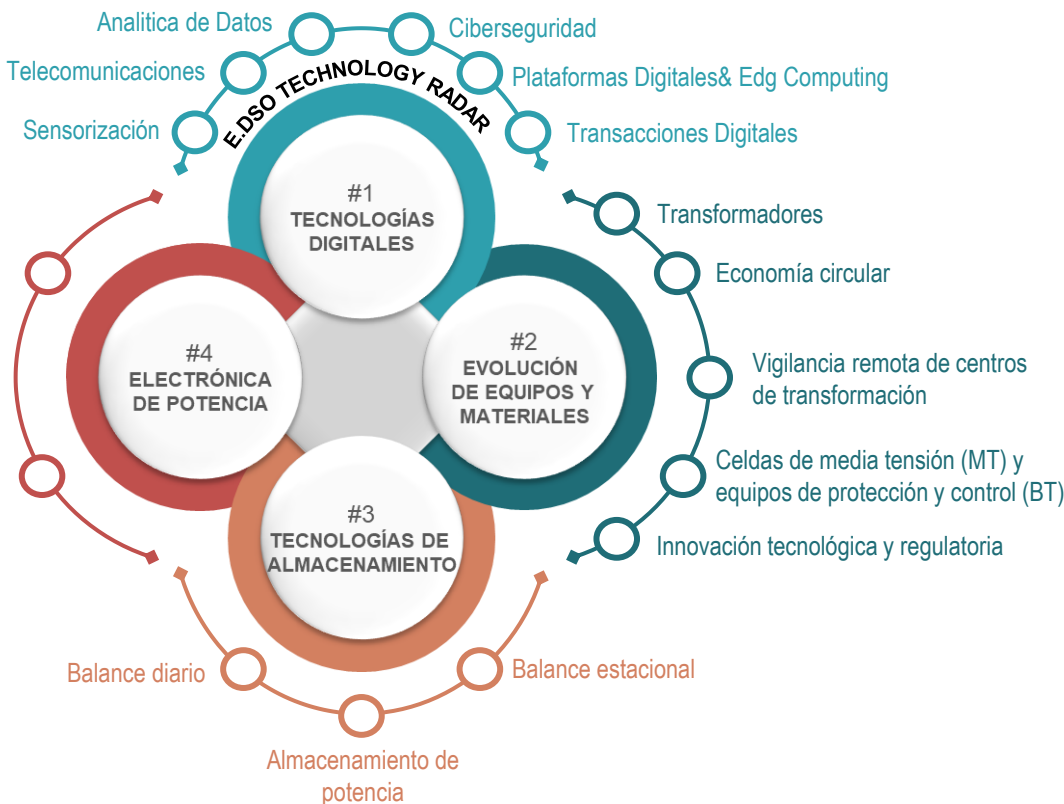 Analitica de Datos
Ciberseguridad
Telecomunicaciones
Plataformas Digitales& Edg Computing
Sensorización
Transacciones Digitales
E.DSO TECHNOLOGY RADAR
#1
TECNOLOGÍAS
DIGITALES
Transformadores
Economía circular
#2
EVOLUCIÓN
DE EQUIPOS Y
MATERIALES
Vigilancia remota de centros
de transformación
Celdas de media tensión (MT) y
equipos de protección y control (BT)
Innovación tecnológica y regulatoria
#4
ELECTRÓNICA
DE POTENCIA
#3
TECNOLOGÍAS DE
ALMACENAMIENTO
Balance diario
Balance estacional
Almacenamiento de
potencia